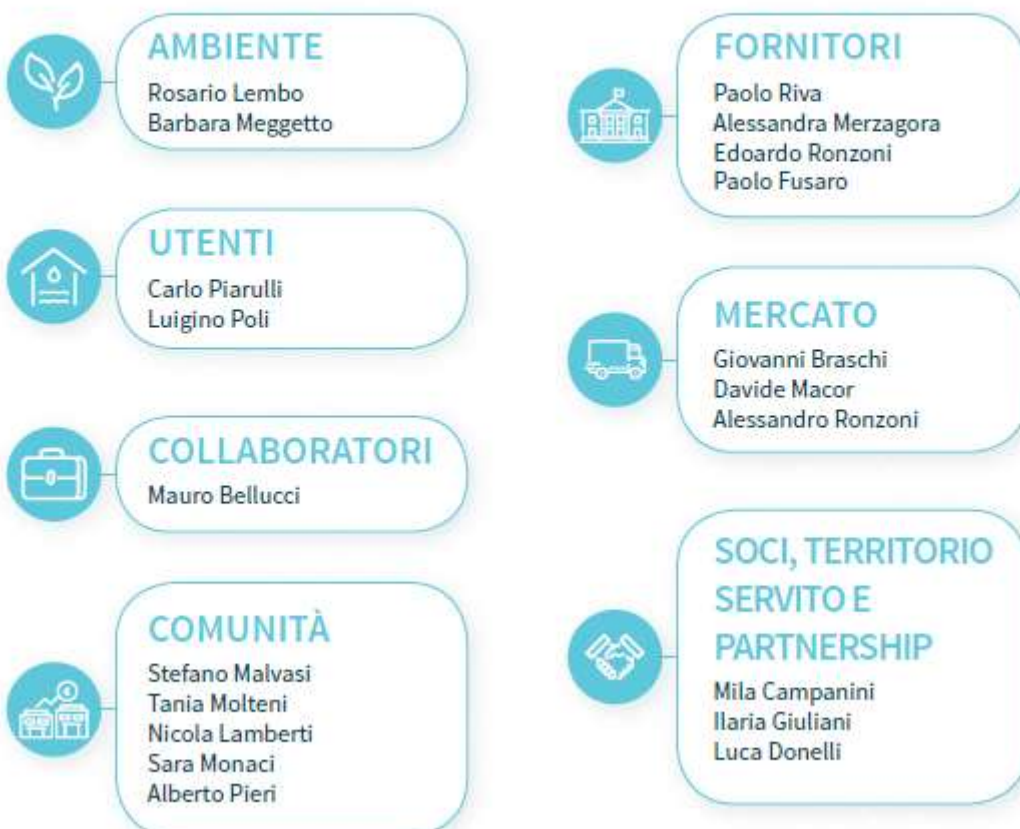 AMBIENTE
Rosario Lembo
Barbara Meggetto
UTENTI
Carlo Piarulli
Luigino Poli
COLLABORATORI
Mauro Bellucci
COMUNITÀ
Stefano Malvasi
Tania Molteni
Nicola Lamberti
Sara Monaci
Alberto Pieri
FORNITORI
Paolo Riva
Alessandra Merzagora
Edoardo Ronzoni
Paolo Fusaro
MERCATO
Giovanni Braschi
Davide Macor
Alessandro Ronzoni
SOCI, TERRITORIO
SERVITO E
PARTNERSHIP
Mila Campanini
Ilaria Giuliani
Luca Donelli